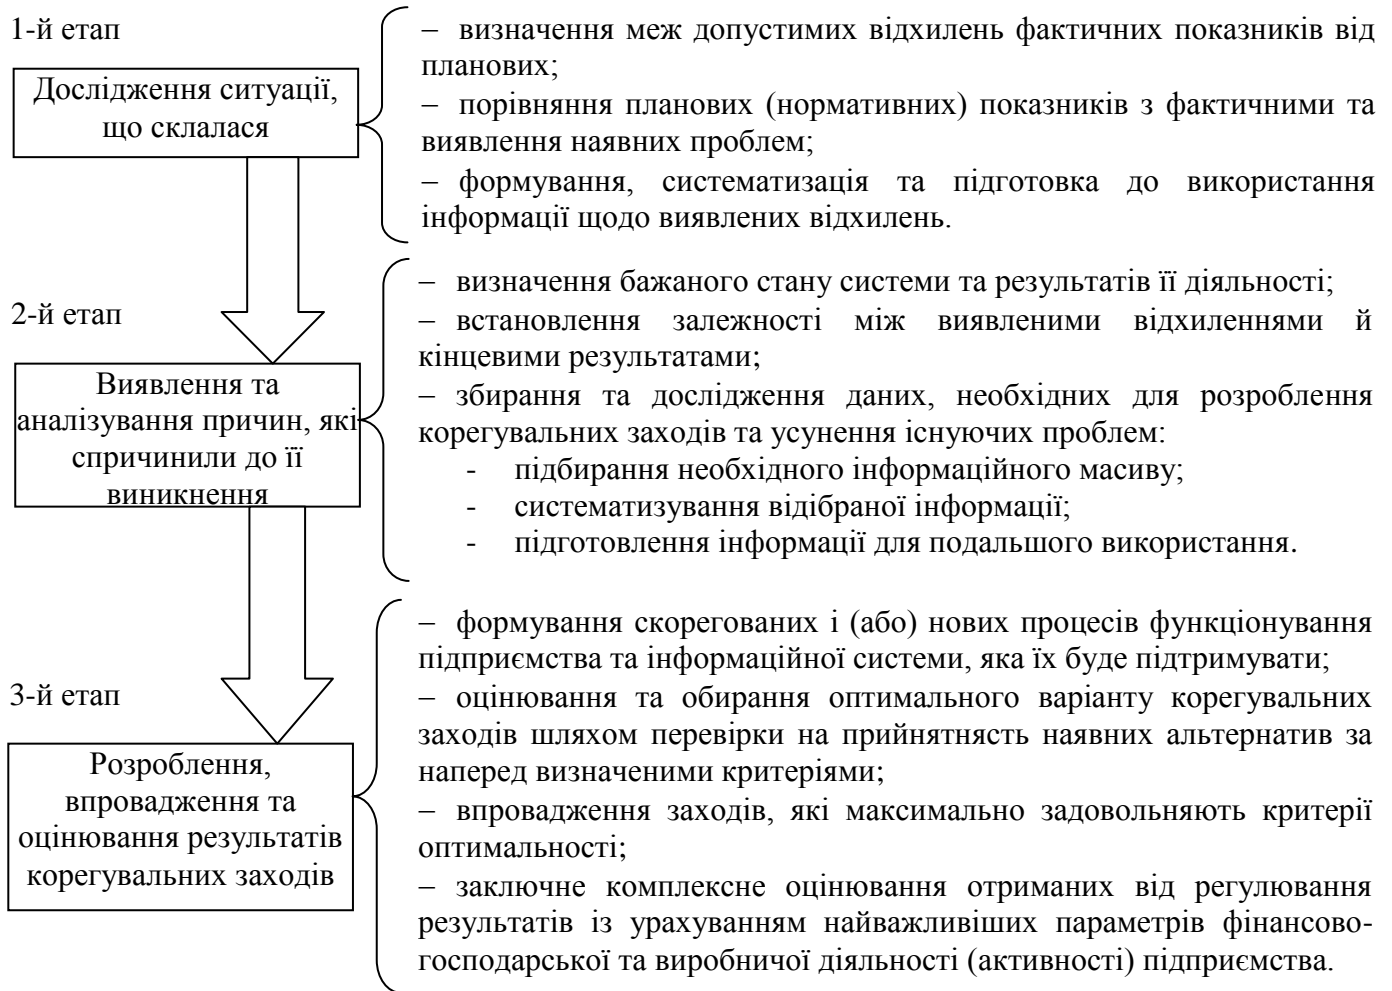 1-й етап
Дослідження ситуації,
що склалася
– визначення меж допустимих відхилень фактичних показників від
планових;
– порівняння планових (нормативних) показників з фактичними та
виявлення наявних проблем;
– формування, систематизація та підготовка до використання
інформації щодо виявлених відхилень.
2-й етап
Виявлення та
аналізування причин, які
спричинили до її
виникнення
– визначення бажаного стану системи та результатів її діяльності;
– встановлення залежності між виявленими відхиленнями й
кінцевими результатами;
– збирання та дослідження даних, необхідних для розроблення
корегувальних заходів та усунення існуючих проблем:
- підбирання необхідного інформаційного масиву;
- систематизування відібраної інформації;
- підготовлення інформації для подальшого використання.
3-й етап
Розроблення,
впровадження та
оцінювання результатів
корегувальних заходів
– формування скорегованих і (або) нових процесів функціонування
підприємства та інформаційної системи, яка їх буде підтримувати;
– оцінювання та обирання оптимального варіанту корегувальних
заходів шляхом перевірки на прийнятнясть наявних альтернатив за
наперед визначеними критеріями;
– впровадження заходів, які максимально задовольняють критерії
оптимальності;
– заключне комплексне оцінювання отриманих від регулювання
результатів із урахуванням найважливіших параметрів фінансово-
господарської та виробничої діяльності (активності) підприємства.